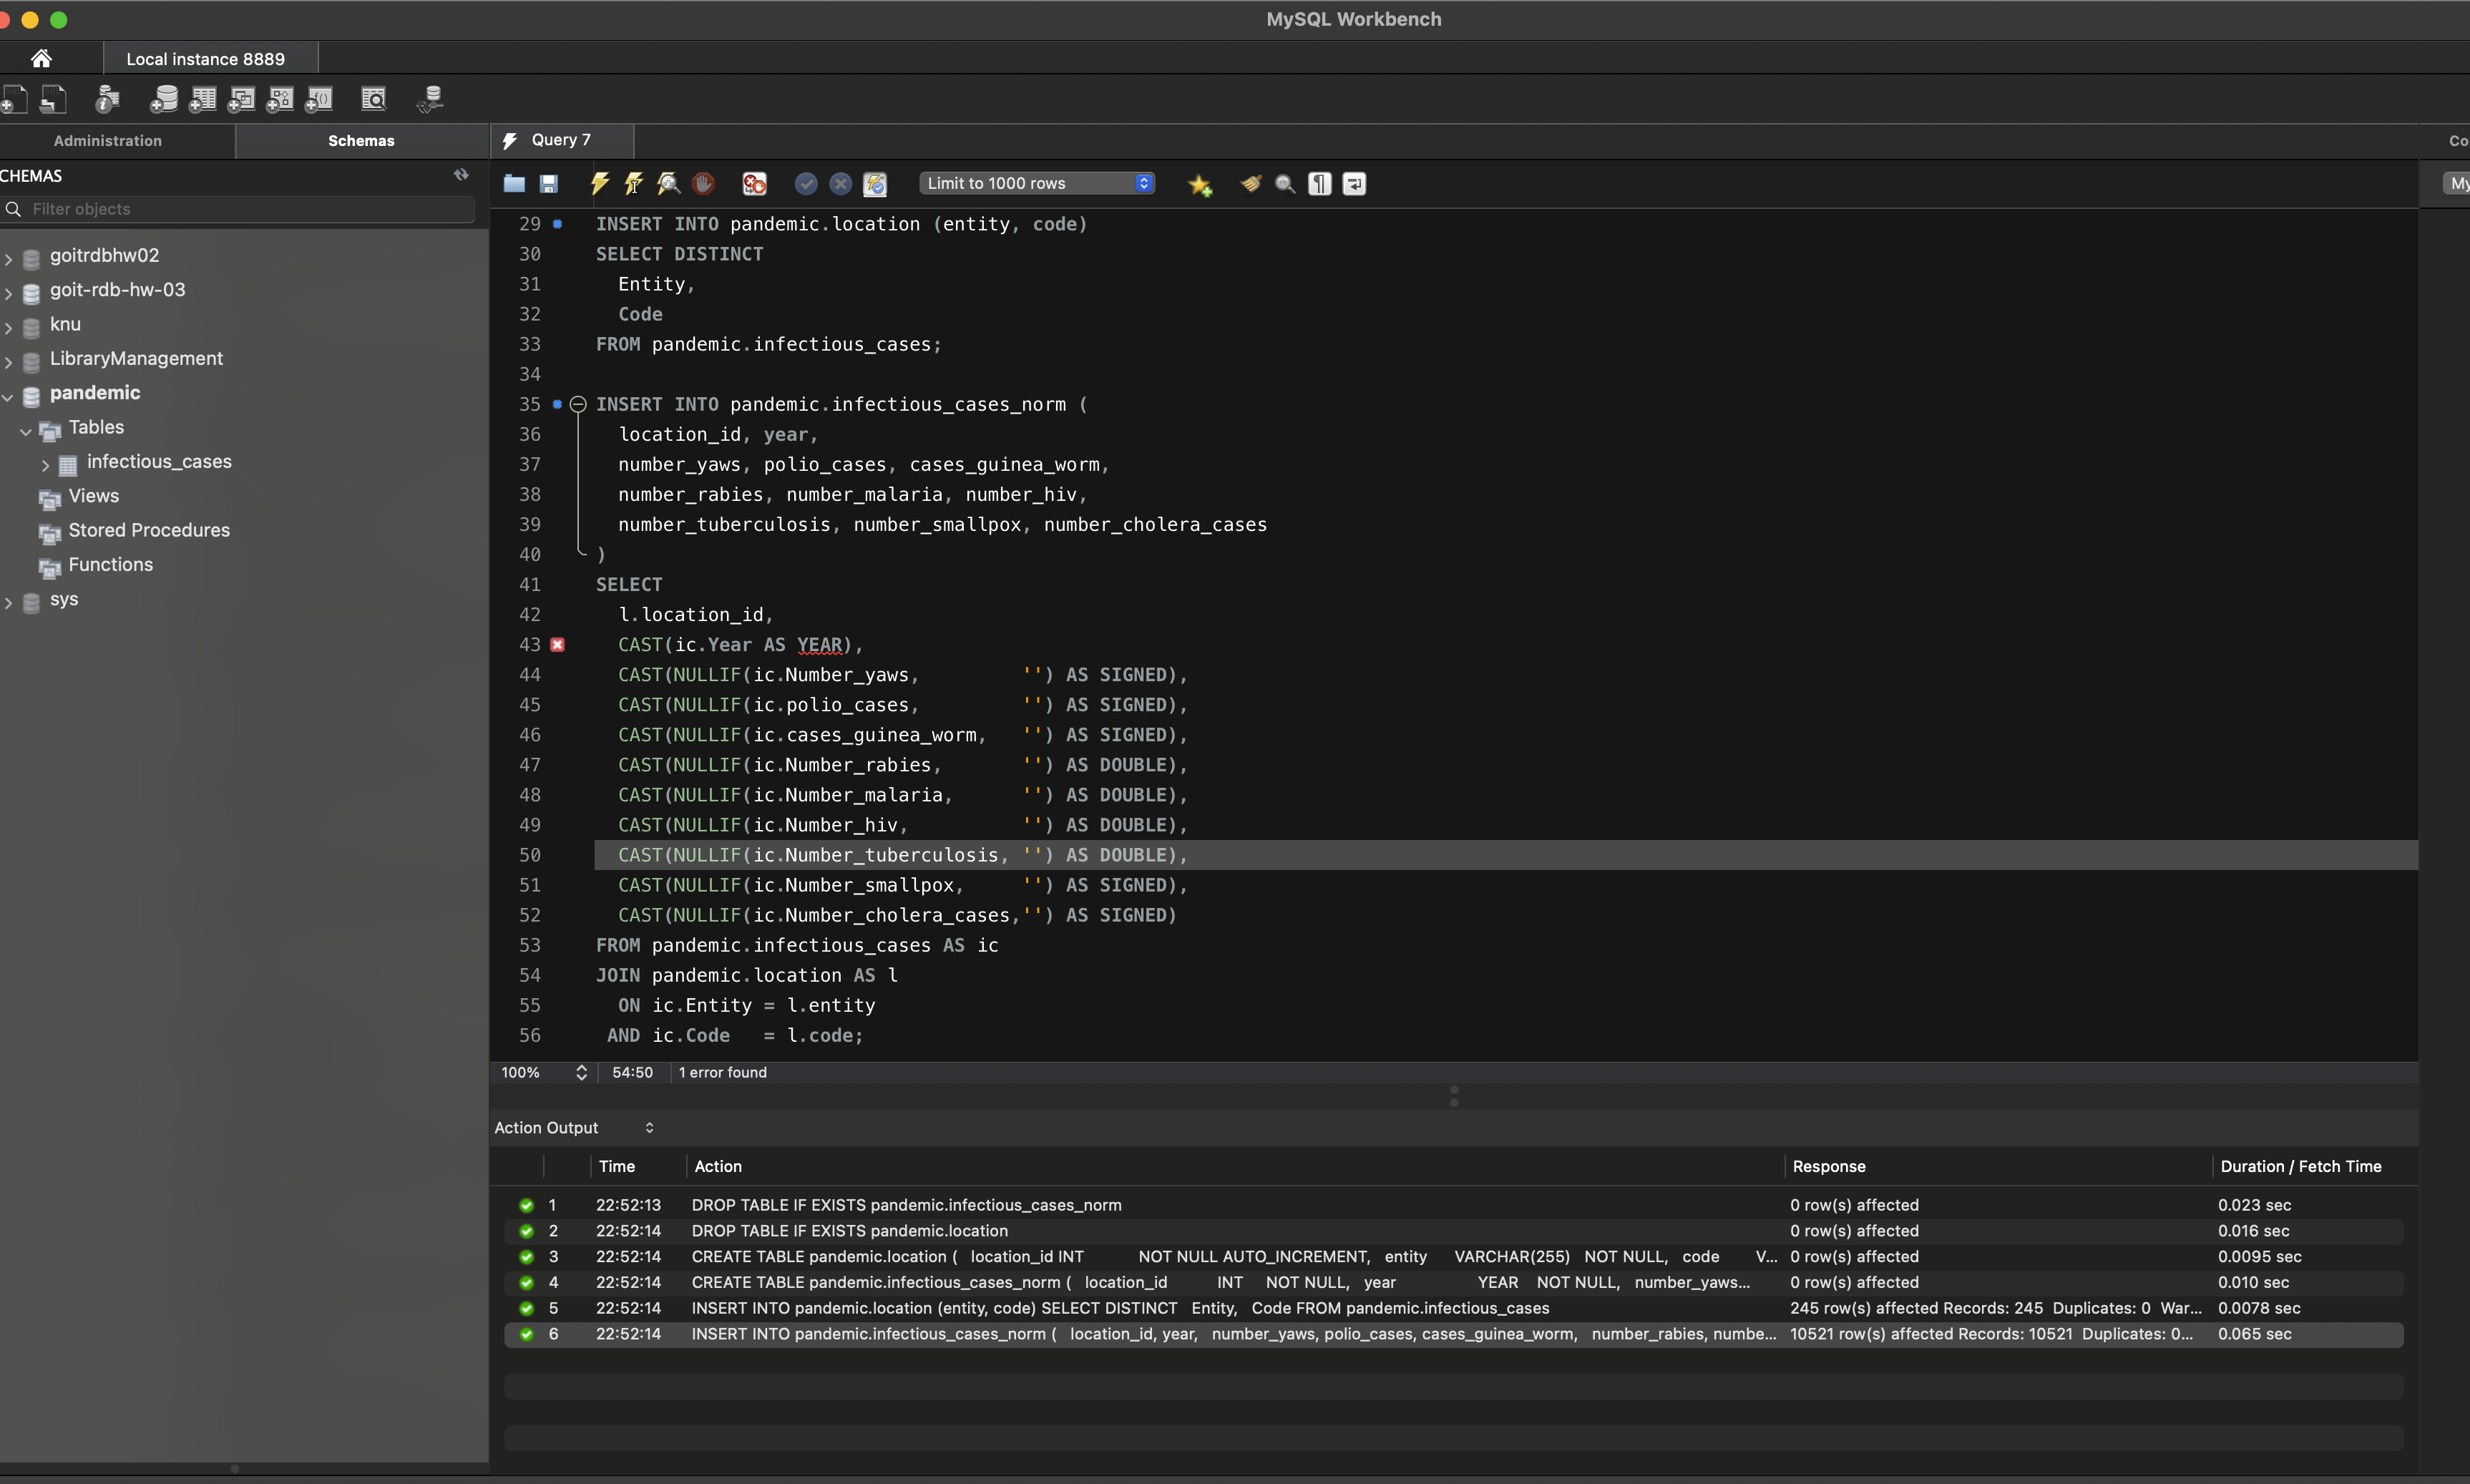 MySQL Workbench
Local instance 8889
Administration
Schemas
Query 7
Co
CHEMAS
Limit to 1000 rows
My
Filter objects
goitrdbhw02
goit-rdb-hw-03
knu
LibraryManagement
pandemic
Tables
infectious_cases
Views
Stored Procedures
Functions
sys
29 INSERT INTO pandemic.location (entity, code)
30 SELECT DISTINCT
31 Entity,
32 Code
33 FROM pandemic.infectious_cases;
34
35 INSERT INTO pandemic.infectious_cases_norm (
36 location_id, year,
37 number_yaws, polio_cases, cases_guinea_worm,
38 number_rabies, number_malaria, number_hiv,
39 number_tuberculosis, number_smallpox, number_cholera_cases
40 )
41 SELECT
42 l.location_id,
43 CAST(ic.Year AS YEAR),
44 CAST(NULLIF(ic.Number_yaws, '') AS SIGNED),
45 CAST(NULLIF(ic.polio_cases, '') AS SIGNED),
46 CAST(NULLIF(ic.cases_guinea_worm, '') AS SIGNED),
47 CAST(NULLIF(ic.Number_rabies, '') AS DOUBLE),
48 CAST(NULLIF(ic.Number_malaria, '') AS DOUBLE),
49 CAST(NULLIF(ic.Number_hiv, '') AS DOUBLE),
50 CAST(NULLIF(ic.Number_tuberculosis, '') AS DOUBLE),
51 CAST(NULLIF(ic.Number_smallpox, '') AS SIGNED),
52 CAST(NULLIF(ic.Number_cholera_cases,'') AS SIGNED)
53 FROM pandemic.infectious_cases AS ic
54 JOIN pandemic.location AS l
55 ON ic.Entity = l.entity
56 AND ic.Code = l.code;
100% 54:50 1 error found
Action Output
Time Action Response Duration / Fetch Time
1 22:52:13 DROP TABLE IF EXISTS pandemic.infectious_cases_norm 0 row(s) affected 0.023 sec
2 22:52:14 DROP TABLE IF EXISTS pandemic.location 0 row(s) affected 0.016 sec
3 22:52:14 CREATE TABLE pandemic.location ( location_id INT NOT NULL AUTO_INCREMENT, entity VARCHAR(255) NOT NULL, code V... 0 row(s) affected 0.0095 sec
4 22:52:14 CREATE TABLE pandemic.infectious_cases_norm ( location_id INT NOT NULL, year YEAR NOT NULL, number_yaws... 0 row(s) affected 0.010 sec
5 22:52:14 INSERT INTO pandemic.location (entity, code) SELECT DISTINCT Entity, Code FROM pandemic.infectious_cases 245 row(s) affected Records: 245 Duplicates: 0 War... 0.0078 sec
6 22:52:14 INSERT INTO pandemic.infectious_cases_norm ( location_id, year, number_yaws, polio_cases, cases_guinea_worm, number_rabies, numbe... 10521 row(s) affected Records: 10521 Duplicates: 0... 0.065 sec